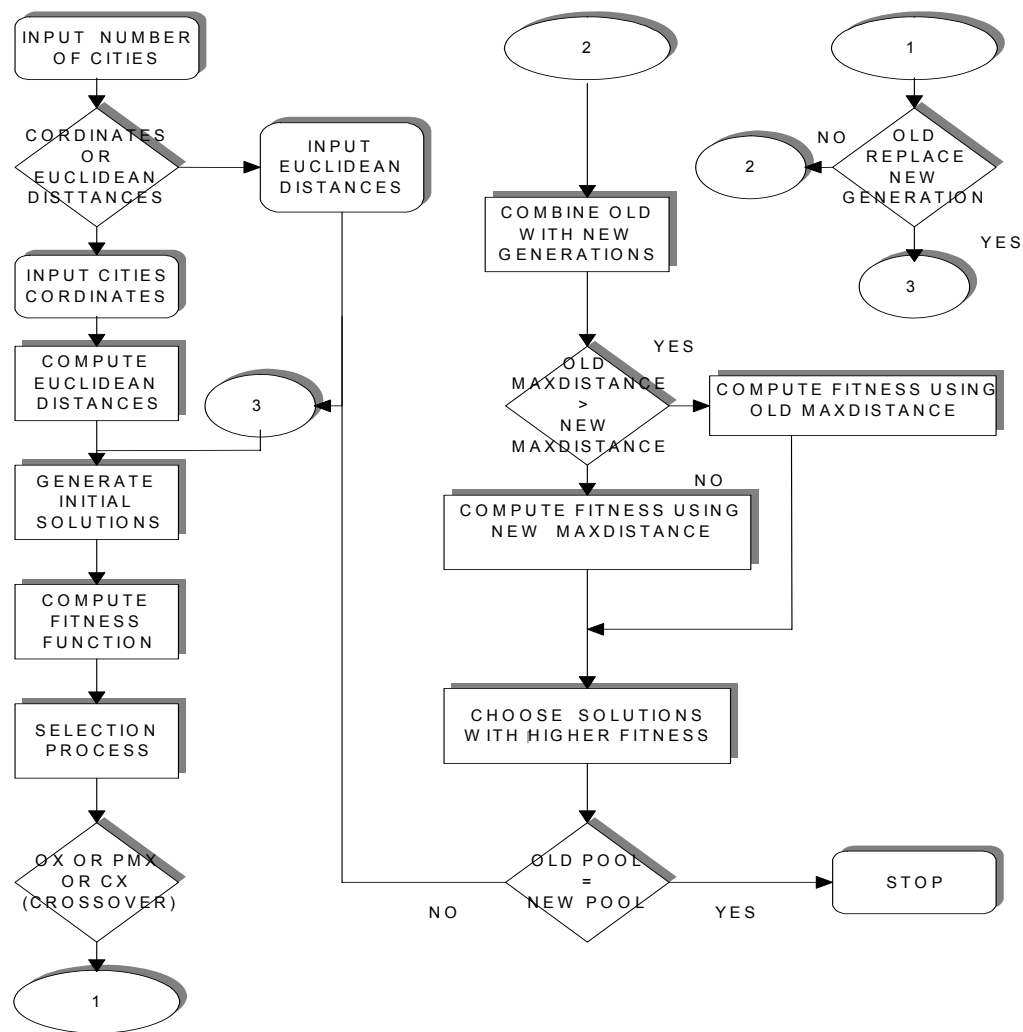 INPUT NUMBER
OF CITIES
CORDINATES
OR
EUCLIDEAN
DISTTANCES
INPUT
EUCLIDEAN
DISTANCES
INPUT CITIES
CORDINATES
COMPUTE
EUCLIDEAN
DISTANCES
3
GENERATE
INITIAL
SOLUTIONS
COMPUTE
FITNESS
FUNCTION
SELECTION
PROCESS
OX OR PMX
OR CX
(CROSSOVER)
1
2
COMBINE OLD
WITH NEW
GENERATIONS
OLD
MAXDISTANCE
>
NEW
MAXDISTANCE
YES
COMPUTE FITNESS USING
OLD MAXDISTANCE
NO
COMPUTE FITNESS USING
NEW MAXDISTANCE
CHOOSE SOLUTIONS
WITH HIGHER FITNESS
OLD POOL
=
NEW POOL
NO
YES
STOP
1
OLD
REPLACE
NEW
GENERATION
NO
2
YES
3